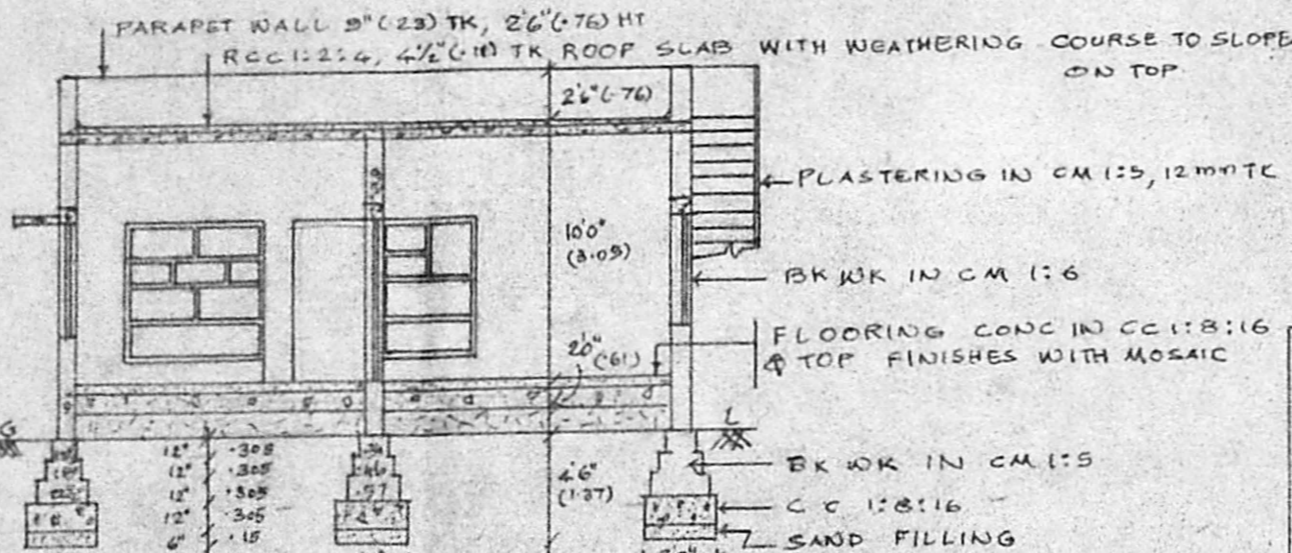 PARAPET WALL 9"(.23) TK, 2'6"(.76) HT
RCC 1:2:4, 4½"(.11) TK ROOF SLAB WITH WEATHERING COURSE TO SLOPE
ON TOP
2'6"(.76)
PLASTERING IN CM 1:5, 12mm TK
10'0"
(3.05)
BK WK IN CM 1:6
FLOORING CONC IN CC 1:8:16
& TOP FINISHES WITH MOSAIC
2'0"(.61)
G
L
12" .305
12" .305
12" .305
12" .305
6" .15
.46
.57
4'6"
(1.37)
BK WK IN CM 1:5
C C 1:8:16
SAND FILLING